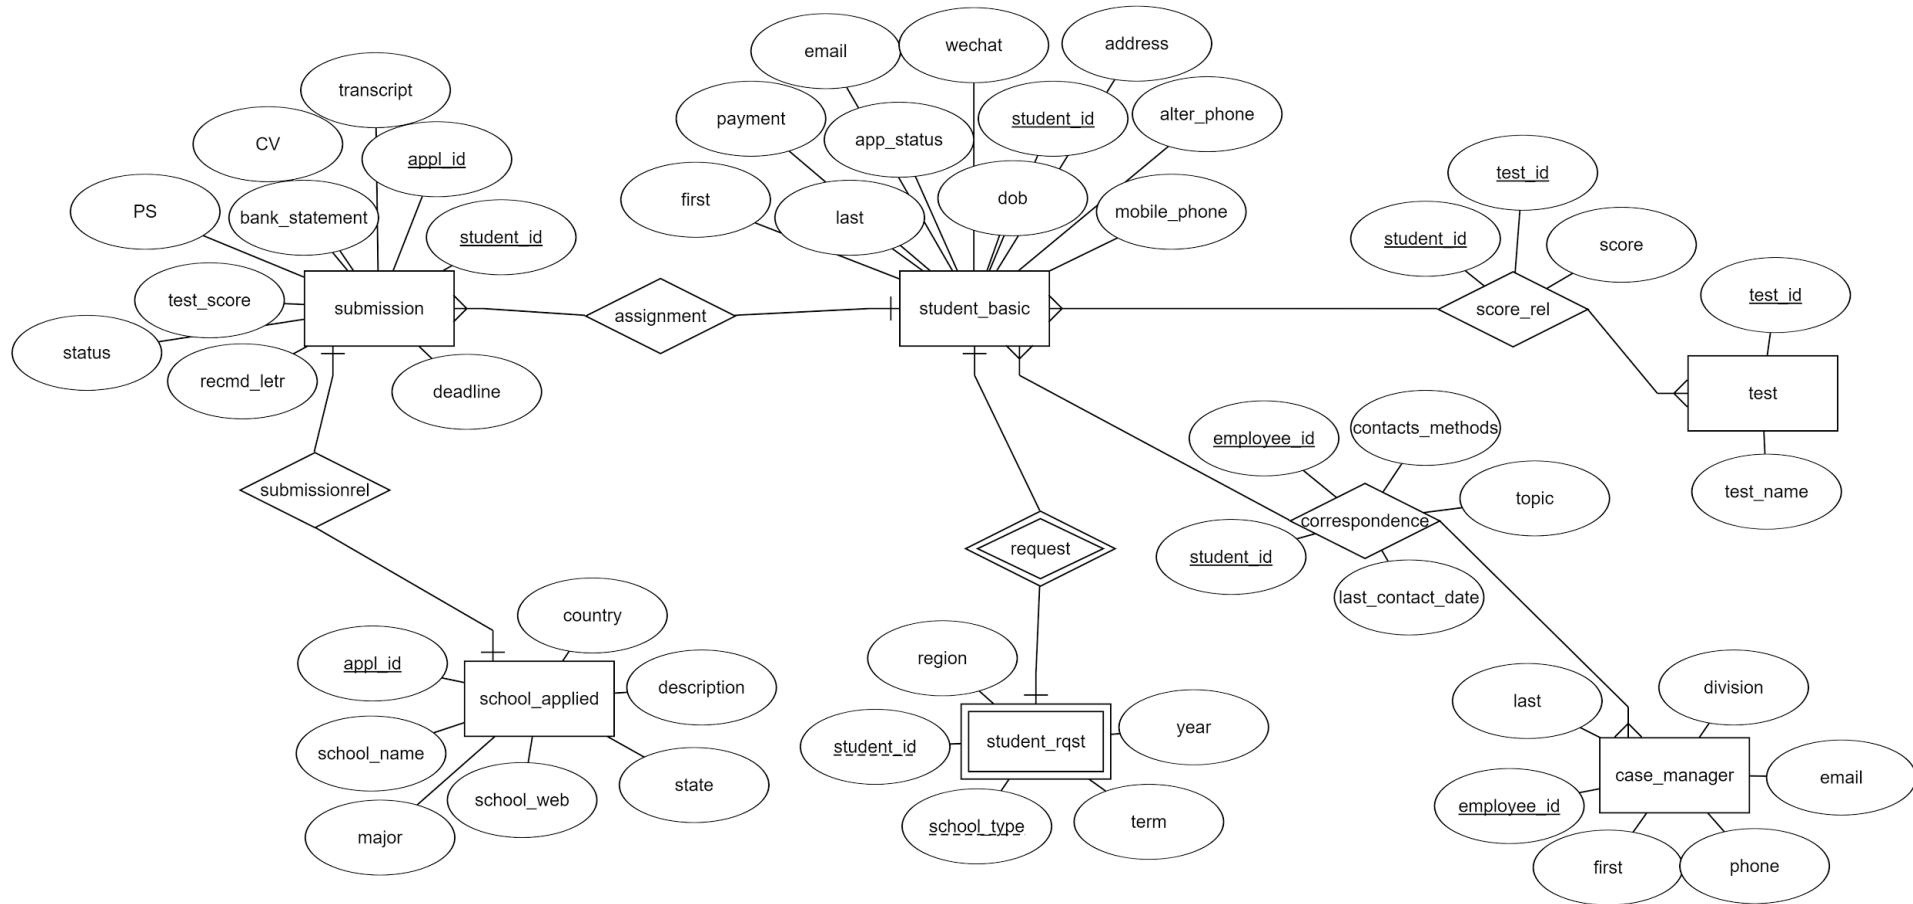 email
wechat
address
transcript
payment
app_status
student_id
alter_phone
CV
appl_id
test_id
first
last
dob
mobile_phone
PS
bank_statement
student_id
student_id
score
test_score
submission
assignment
student_basic
score_rel
test_id
status
recmd_letr
deadline
test
employee_id
contacts_methods
submissionrel
test_name
topic
correspondence
request
student_id
last_contact_date
country
region
appl_id
description
last
division
school_applied
school_name
student_id
student_rqst
year
state
school_web
case_manager
email
employee_id
major
school_type
term
first
phone